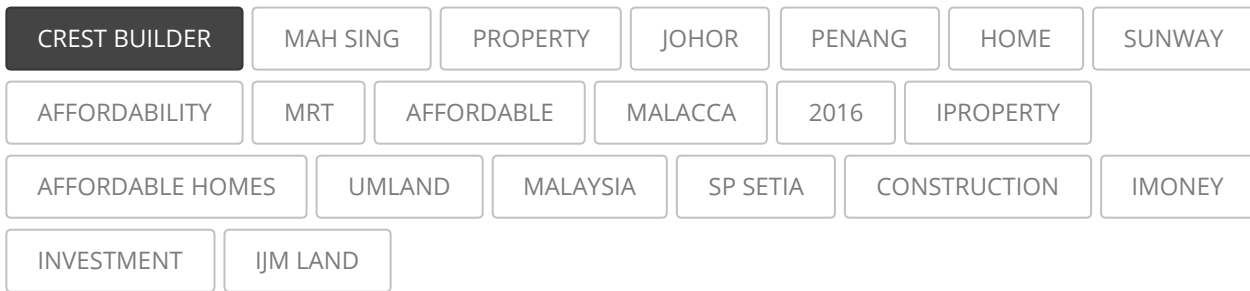 CREST BUILDER MAH SING PROPERTY JOHOR PENANG HOME SUNWAY
AFFORDABILITY MRT AFFORDABLE MALACCA 2016 IPROPERTY
AFFORDABLE HOMES UMLAND MALAYSIA SP SETIA CONSTRUCTION IMONEY
INVESTMENT IJM LAND